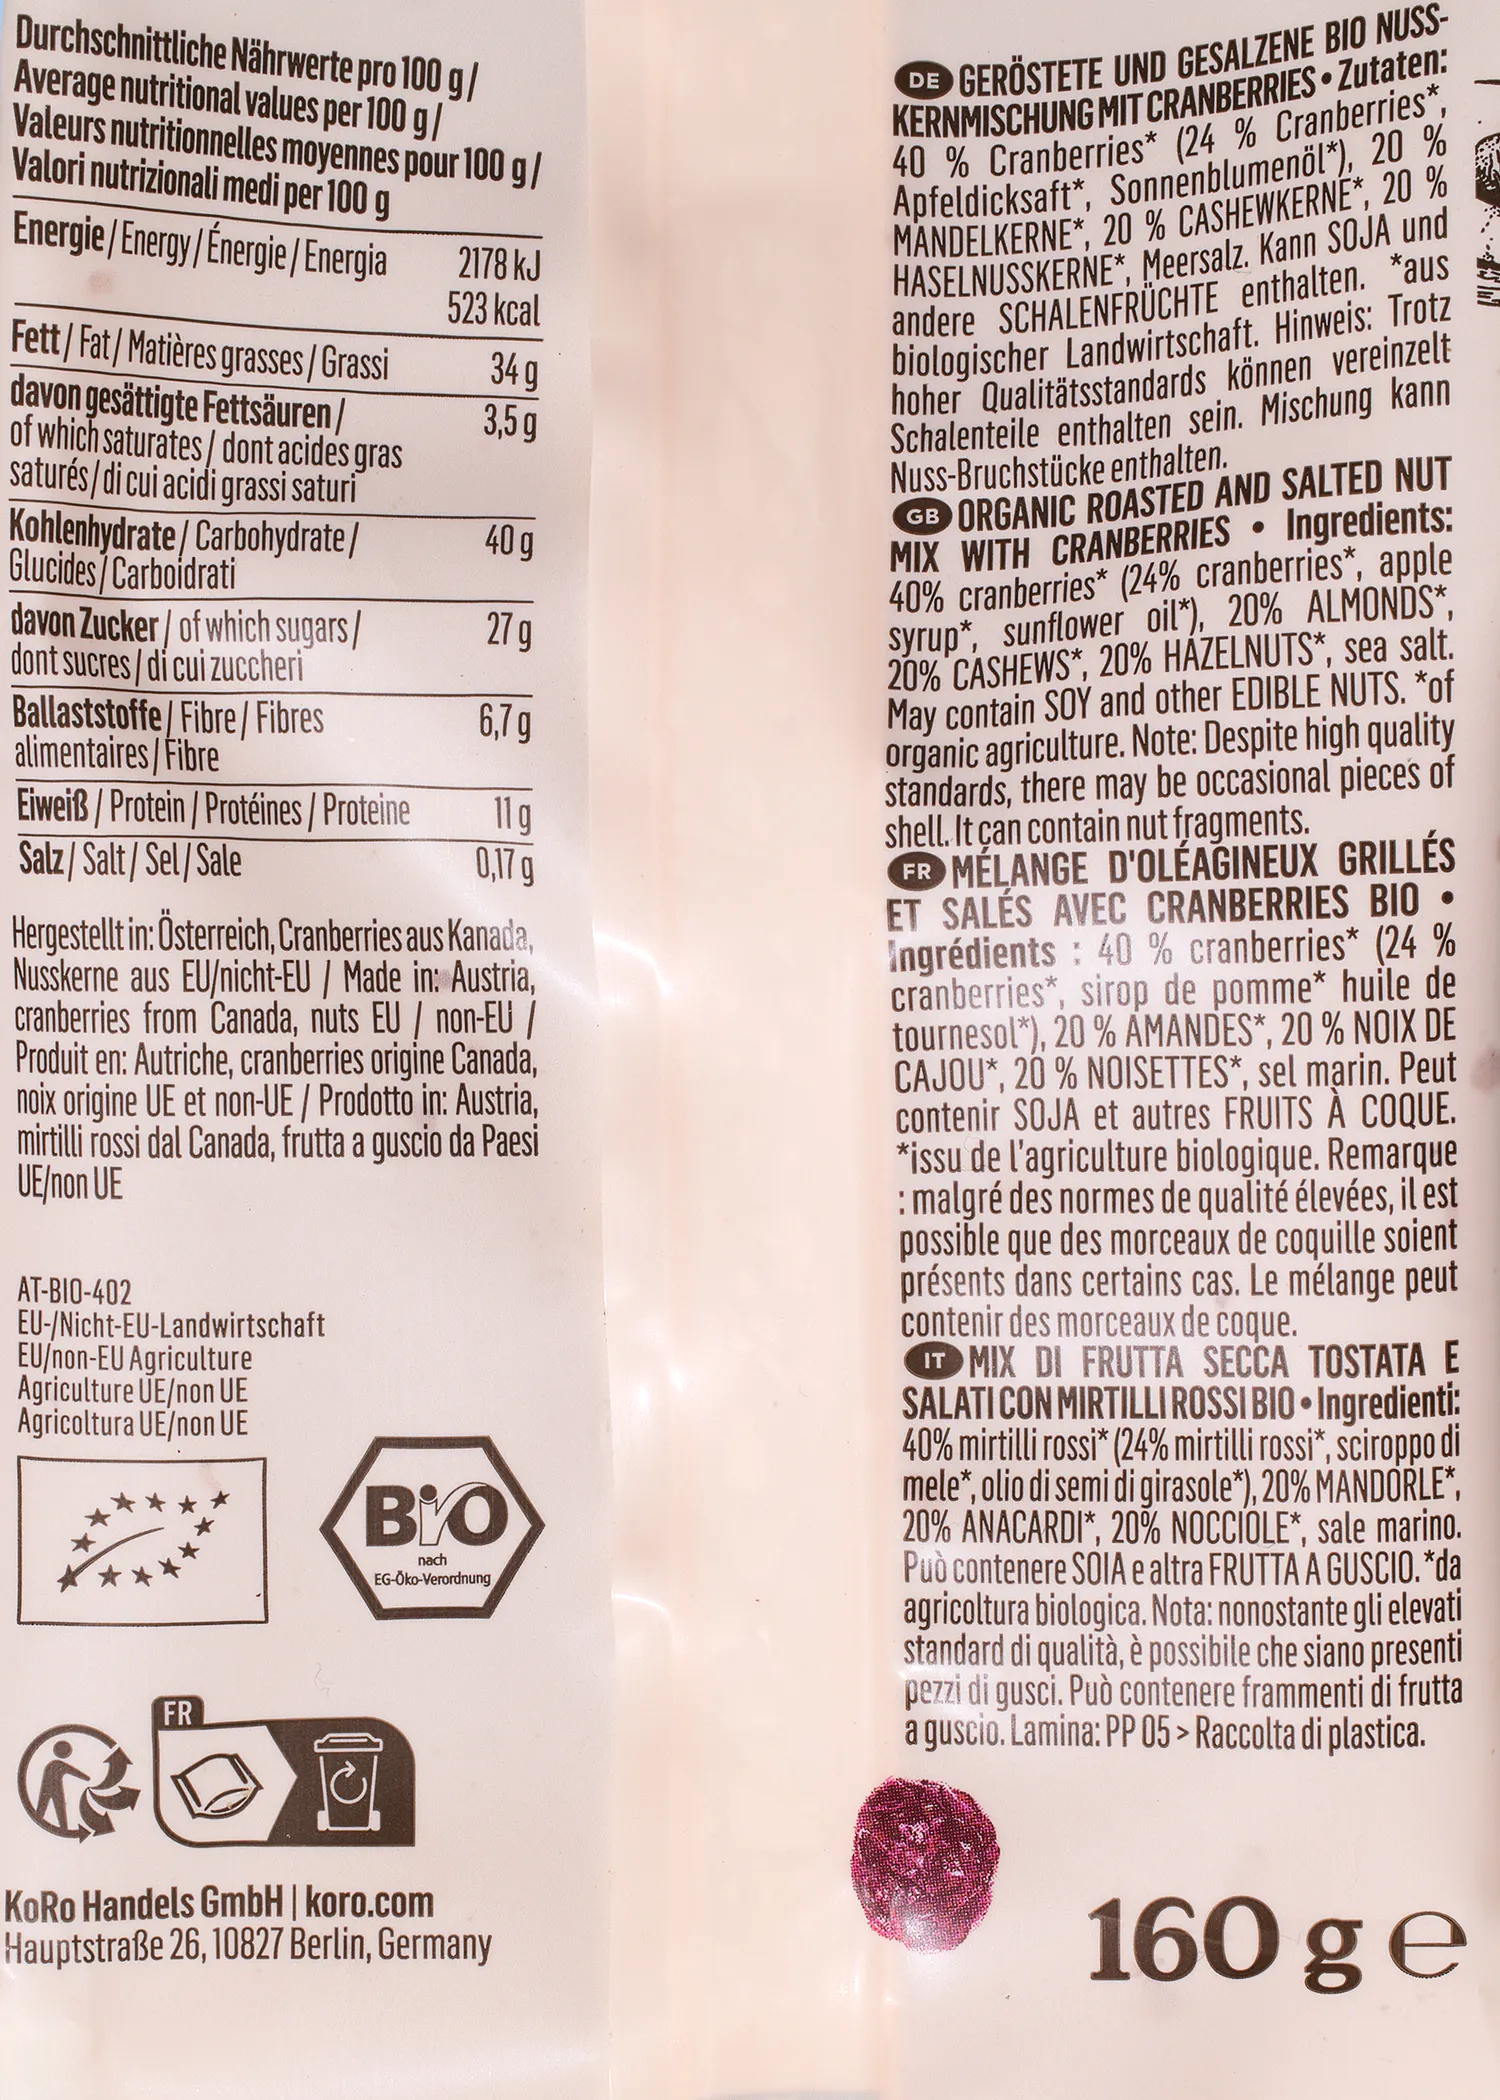 Durchschnittliche Nährwerte pro 100 g/
Average nutritional values per 100 g/
Valeurs nutritionnelles moyennes pour 100 g/
Valori nutrizionali medi per 100 g
Energie/Energy/Énergie/Energia 2178 kJ
523 kcal
Fett/Fat/Matières grasses/Grassi 34 g
davon gesättigte Fettsäuren/ 3,5 g
of which saturates/dont acides gras
saturés/di cui acidi grassi saturi
Kohlenhydrate/Carbohydrate/ 40 g
Glucides/Carboidrati
davon Zucker/of which sugars/ 27 g
dont sucres/di cui zuccheri
Ballaststoffe/Fibre/Fibres 6,7 g
alimentaires/Fibre
Eiweiß/Protein/Protéines/Proteine 11 g
Salz/Salt/Sel/Sale 0,17 g
Hergestellt in: Österreich, Cranberries aus Kanada,
Nusskerne aus EU/nicht-EU / Made in: Austria,
cranberries from Canada, nuts EU / non-EU /
Produit en: Autriche, cranberries origine Canada,
noix origine UE et non-UE / Prodotto in: Austria,
mirtilli rossi dal Canada, frutta a guscio da Paesi
UE/non UE
AT-BIO-402
EU-/Nicht-EU-Landwirtschaft
EU/non-EU Agriculture
Agriculture UE/non UE
Agricoltura UE/non UE
BiO
nach
EG-Öko-Verordnung
FR
KoRo Handels GmbH | koro.com
Hauptstraße 26, 10827 Berlin, Germany
DE GERÖSTETE UND GESALZENE BIO NUSS-
KERNMISCHUNG MIT CRANBERRIES • Zutaten:
40 % Cranberries* (24 % Cranberries*,
Apfeldicksaft*, Sonnenblumenöl*), 20 %
MANDELKERNE*, 20 % CASHEWKERNE*, 20 %
HASELNUSSKERNE*, Meersalz. Kann SOJA und
andere SCHALENFRÜCHTE enthalten. *aus
biologischer Landwirtschaft. Hinweis: Trotz
hoher Qualitätsstandards können vereinzelt
Schalenteile enthalten sein. Mischung kann
Nuss-Bruchstücke enthalten.
GB ORGANIC ROASTED AND SALTED NUT
MIX WITH CRANBERRIES • Ingredients:
40% cranberries* (24% cranberries*, apple
syrup*, sunflower oil*), 20% ALMONDS*,
20% CASHEWS*, 20% HAZELNUTS*, sea salt.
May contain SOY and other EDIBLE NUTS. *of
organic agriculture. Note: Despite high quality
standards, there may be occasional pieces of
shell. It can contain nut fragments.
FR MÉLANGE D'OLÉAGINEUX GRILLÉS
ET SALÉS AVEC CRANBERRIES BIO •
Ingrédients : 40 % cranberries* (24 %
cranberries*, sirop de pomme* huile de
tournesol*), 20 % AMANDES*, 20 % NOIX DE
CAJOU*, 20 % NOISETTES*, sel marin. Peut
contenir SOJA et autres FRUITS À COQUE.
*issu de l'agriculture biologique. Remarque
: malgré des normes de qualité élevées, il est
possible que des morceaux de coquille soient
présents dans certains cas. Le mélange peut
contenir des morceaux de coque.
IT MIX DI FRUTTA SECCA TOSTATA E
SALATI CON MIRTILLI ROSSI BIO • Ingredienti:
40% mirtilli rossi* (24% mirtilli rossi*, sciroppo di
mele*, olio di semi di girasole*), 20% MANDORLE*,
20% ANACARDI*, 20% NOCCIOLE*, sale marino.
Può contenere SOIA e altra FRUTTA A GUSCIO. *da
agricoltura biologica. Nota: nonostante gli elevati
standard di qualità, è possibile che siano presenti
pezzi di gusci. Può contenere frammenti di frutta
a guscio. Lamina: PP 05 > Raccolta di plastica.
160 g e